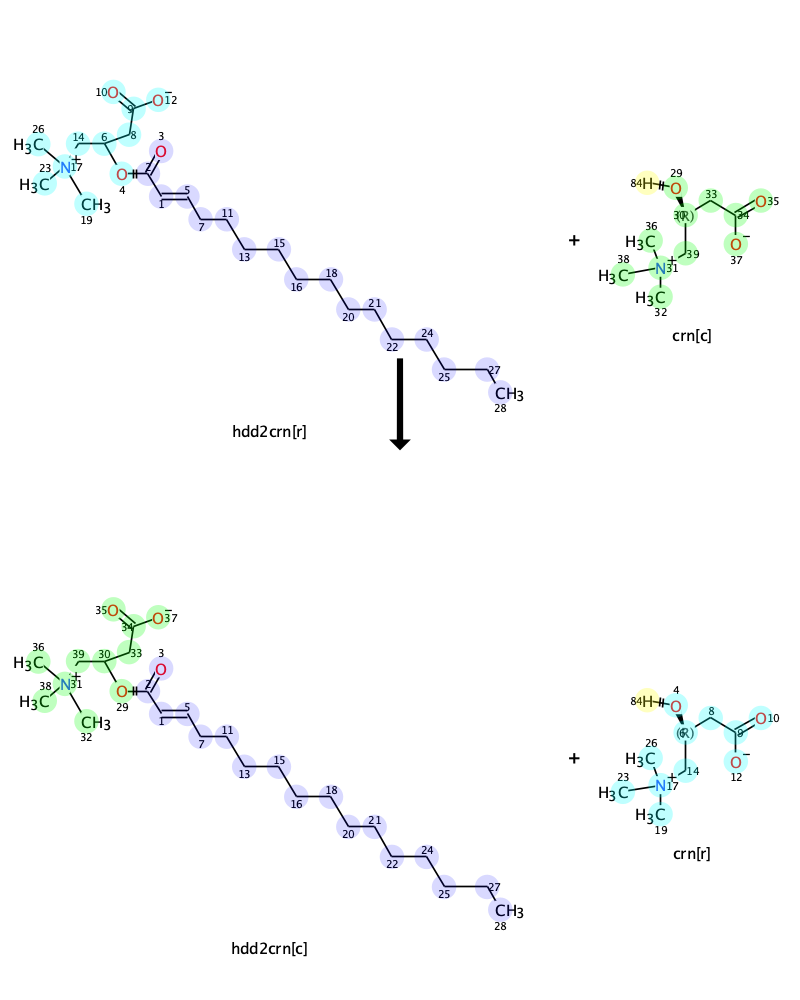 10 O 9 O− 12
26 14 6 8 3
H3C O
23 N+ 17 O 2
H3C 4 5
CH3 1
19 7 11
13 15
16 18
20 21
22 24
25 27
CH3
28
hdd2crn[r]
+
29
84 H O 33
30 (R) 34 O 35
36
H3C O−
38 39 37
H3C N+ 31
H3C
32
crn[c]
35 O 34 O− 37
36 39 30 33 3
H3C O
38 N+ 31 O 2
H3C 29 5
CH3 1
32 7 11
13 15
16 18
20 21
22 24
25 27
CH3
28
hdd2crn[c]
+
4
84 H O 8
6 (R) 9 O 10
26
H3C O−
23 14 12
H3C N+ 17
H3C
19
crn[r]